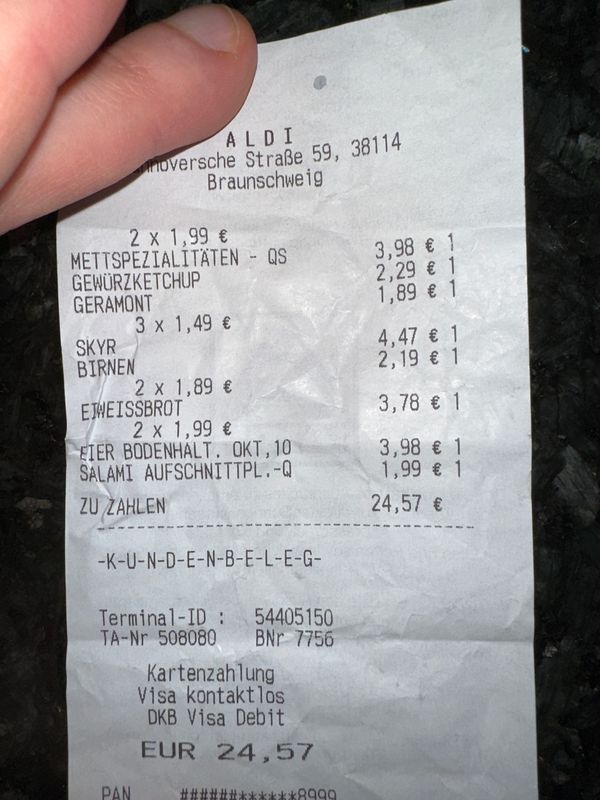 A L D I
nnoversche Straße 59, 38114
Braunschweig
2 x 1,99 €
METTSPEZIALITÄTEN - QS 3,98 € 1
GEWÜRZKETCHUP 2,29 € 1
GERAMONT 1,89 € 1
3 x 1,49 €
SKYR 4,47 € 1
BIRNEN 2,19 € 1
2 x 1,89 €
EIWEISSBROT 3,78 € 1
2 x 1,99 €
EIER BODENHALT. OKT,10 3,98 € 1
SALAMI AUFSCHNITTPL.-Q 1,99 € 1
ZU ZAHLEN 24,57 €
-K-U-N-D-E-N-B-E-L-E-G-
Terminal-ID : 54405150
TA-Nr 508080 BNr 7756
Kartenzahlung
Visa kontaktlos
DKB Visa Debit
EUR 24,57
PAN ######******8999